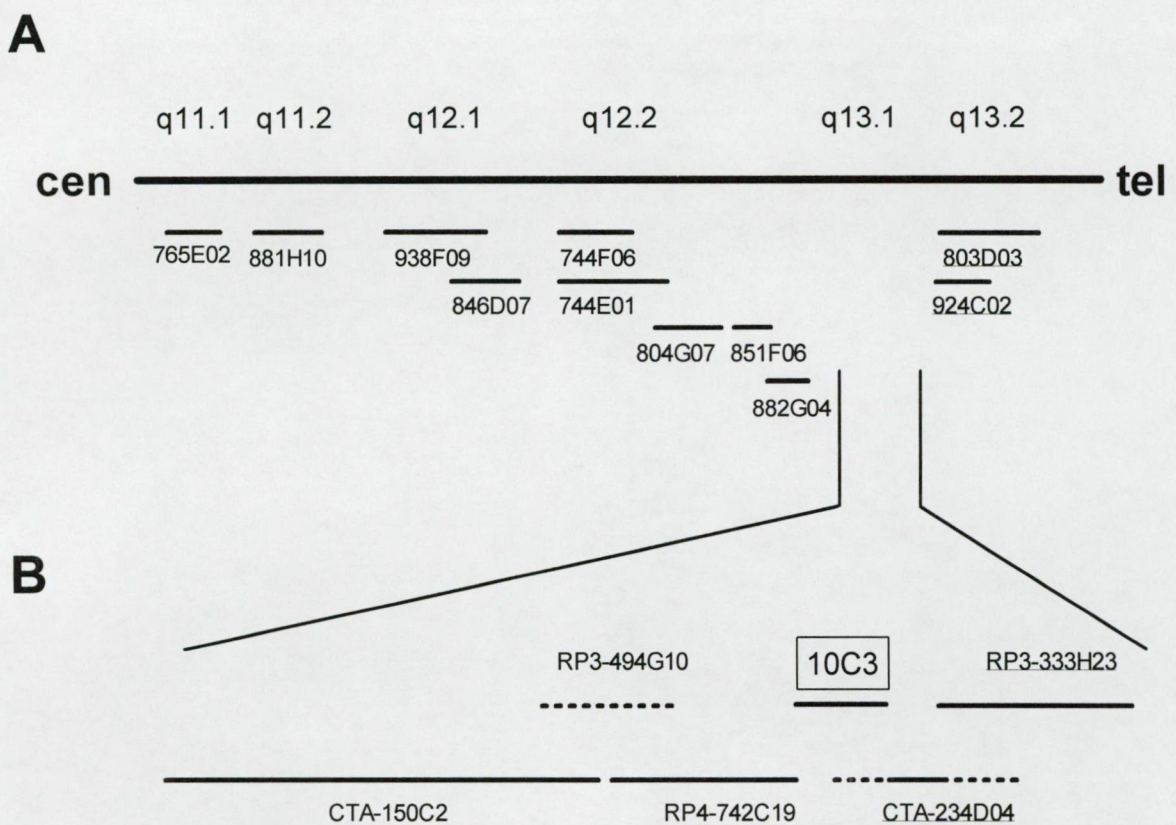 A
q11.1 q11.2 q12.1 q12.2 q13.1 q13.2
cen tel
765E02 881H10 938F09 744F06 803D03
846D07 744E01 924C02
804G07 851F06
882G04
B
RP3-494G10 10C3 RP3-333H23
CTA-150C2 RP4-742C19 CTA-234D04